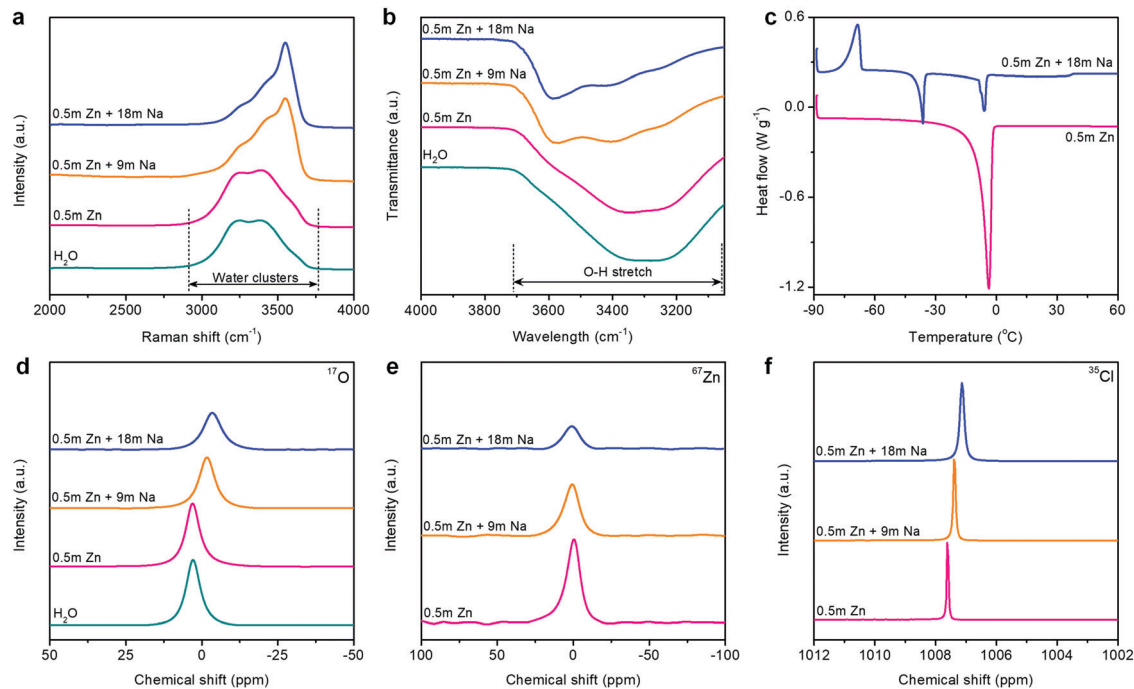 a
0.5m Zn + 18m Na
0.5m Zn + 9m Na
0.5m Zn
H₂O
Water clusters
Intensity (a.u.)
2000 2500 3000 3500 4000
Raman shift (cm⁻¹)
b
0.5m Zn + 18m Na
0.5m Zn + 9m Na
0.5m Zn
H₂O
O-H stretch
Transmittance (a.u.)
4000 3800 3600 3400 3200
Wavelength (cm⁻¹)
c
0.6
0.0
-0.6
-1.2
0.5m Zn + 18m Na
0.5m Zn
Heat flow (W g⁻¹)
-90 -60 -30 0 30 60
Temperature (°C)
d
¹⁷O
0.5m Zn + 18m Na
0.5m Zn + 9m Na
0.5m Zn
H₂O
Intensity (a.u.)
50 25 0 -25 -50
Chemical shift (ppm)
e
⁶⁷Zn
0.5m Zn + 18m Na
0.5m Zn + 9m Na
0.5m Zn
Intensity (a.u.)
100 50 0 -50 -100
Chemical shift (ppm)
f
³⁵Cl
0.5m Zn + 18m Na
0.5m Zn + 9m Na
0.5m Zn
Intensity (a.u.)
1012 1010 1008 1006 1004 1002
Chemical shift (ppm)